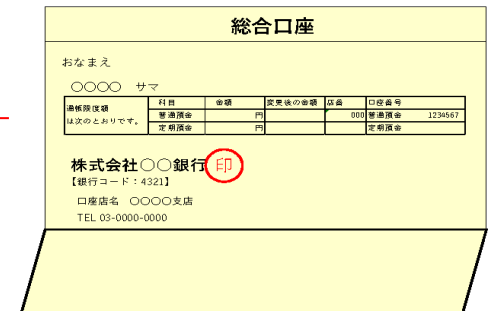 総合口座
おなまえ
○○○○ サマ
科目 金額 変更後の金額 店番 口座番号
通帳限度額
は次のとおりです。
普通預金 円 000 普通預金 1234567
定期預金 円 定期預金
株式会社○○銀行 印
【銀行コード:4321】
口座店名 ○○○○支店
TEL 03-0000-0000